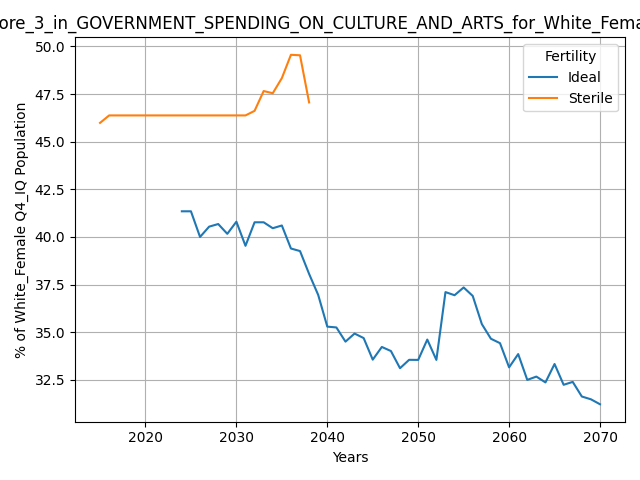 ore_3_in_GOVERNMENT_SPENDING_ON_CULTURE_AND_ARTS_for_White_Fema
Fertility
Ideal
Sterile
% of White_Female Q4_IQ Population
50.0
47.5
45.0
42.5
40.0
37.5
35.0
32.5
2020 2030 2040 2050 2060 2070
Years